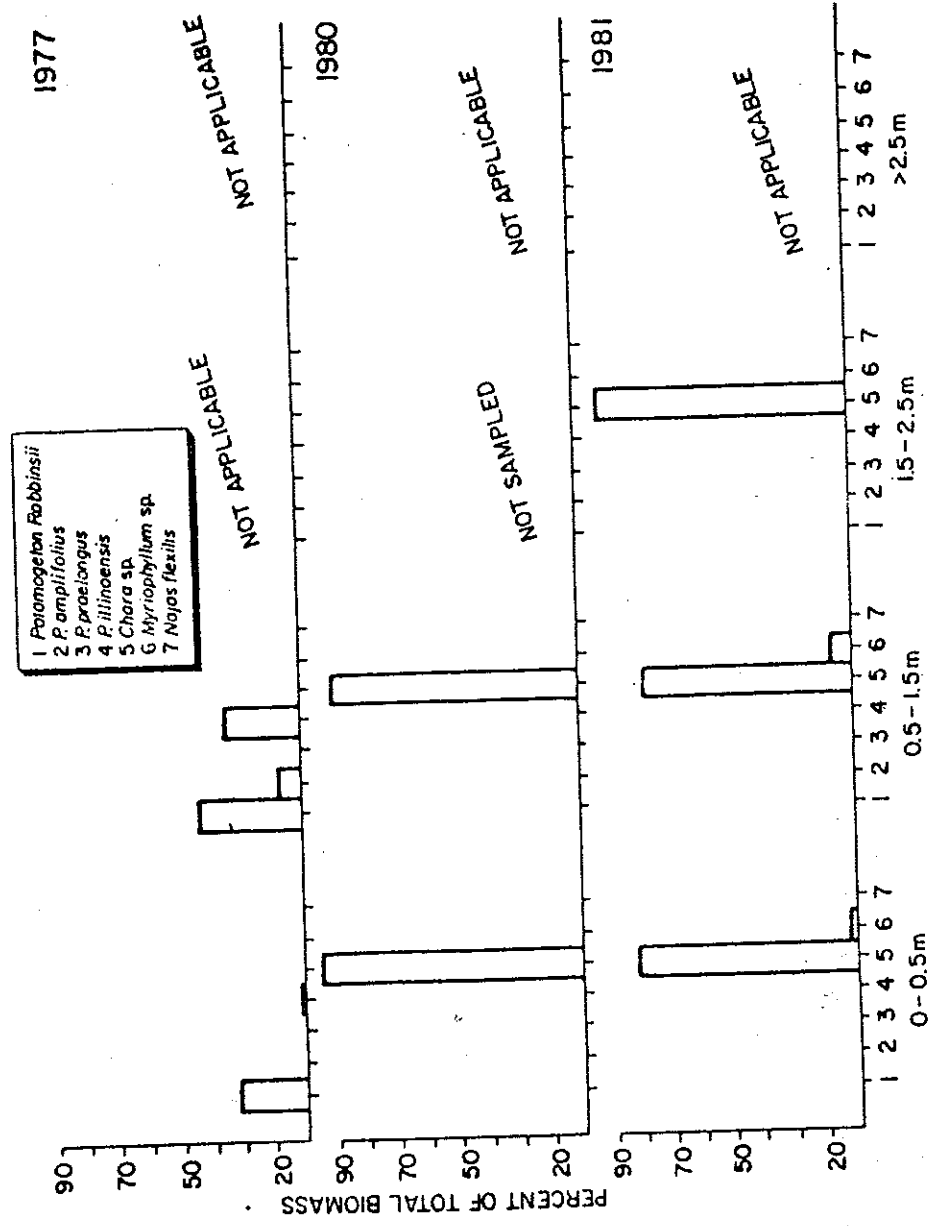 1977
1 Potamogeton Robbinsii
2 P. amplifolius
3 P. praelongus
4 P. illinoensis
5 Chara sp.
6 Myriophyllum sp.
7 Najas flexilis
NOT APPLICABLE
NOT APPLICABLE
90
70
50
20
1980
NOT SAMPLED
NOT APPLICABLE
90
70
50
20
PERCENT OF TOTAL BIOMASS
1981
NOT APPLICABLE
90
70
50
20
1 2 3 4 5 6 7 1 2 3 4 5 6 7 1 2 3 4 5 6 7 1 2 3 4 5 6 7
0-0.5m 0.5-1.5m 1.5-2.5m >2.5m